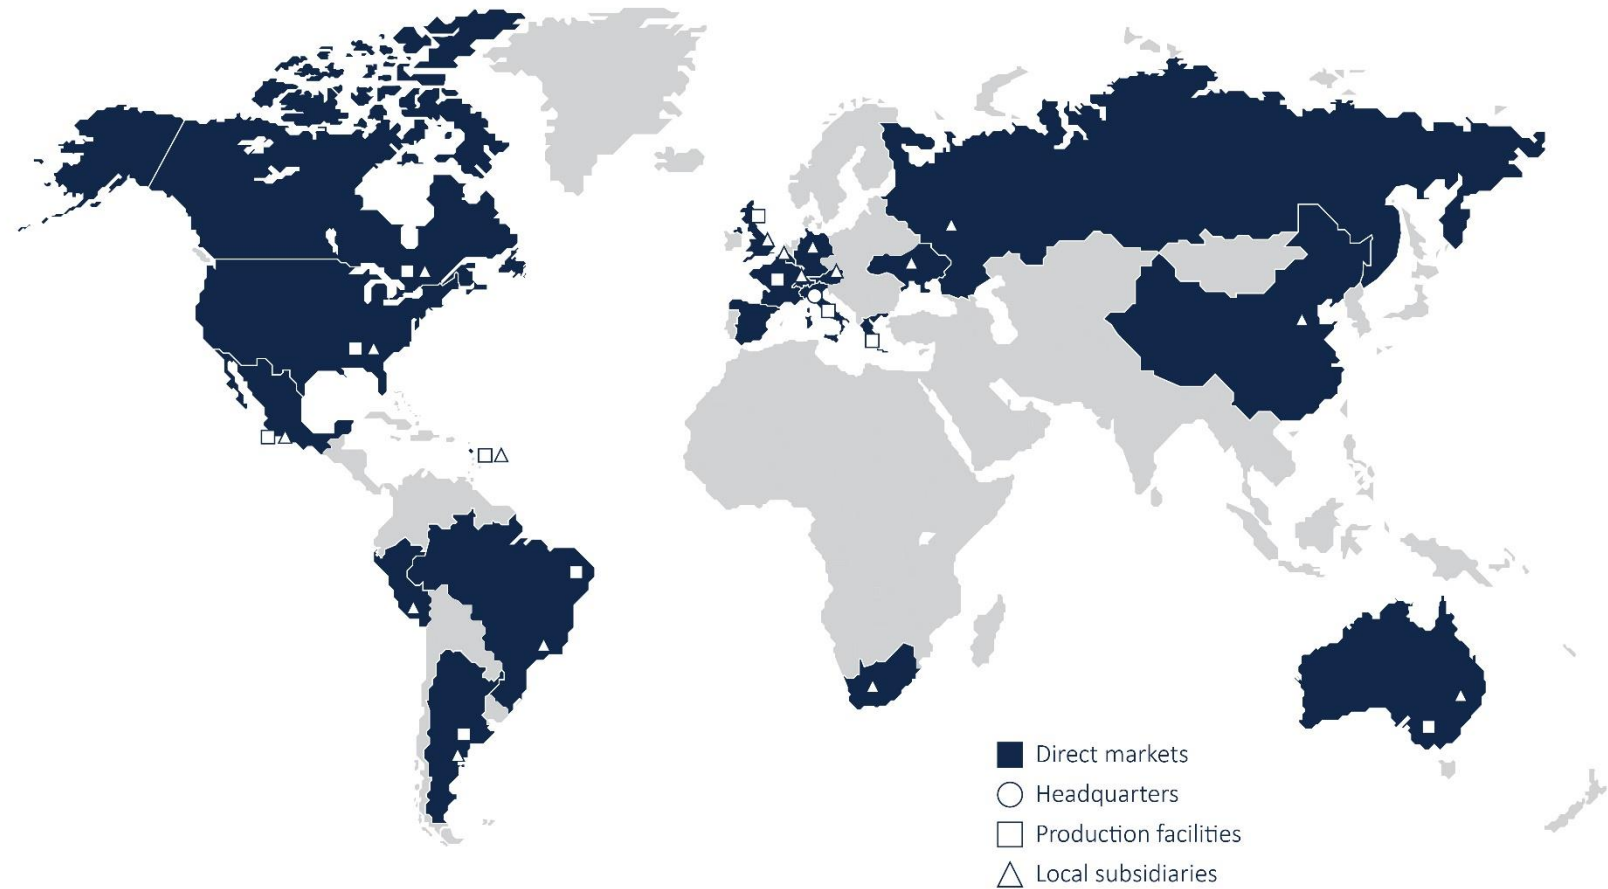 Direct markets
Headquarters
Production facilities
Local subsidiaries